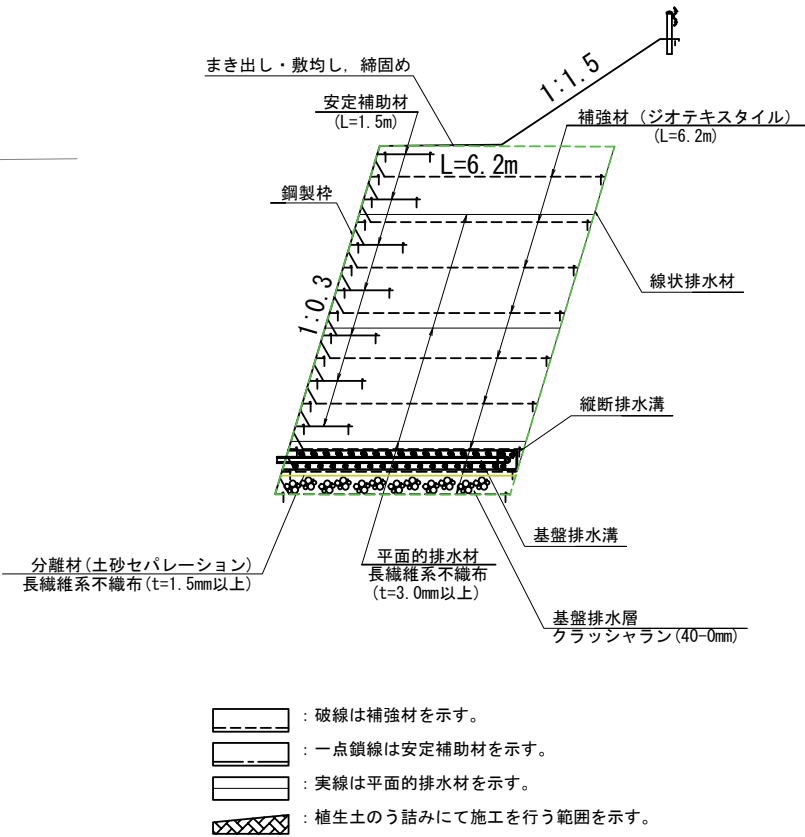 まき出し・敷均し，締固め
1:1.5
安定補助材
(L=1.5m)
補強材（ジオテキスタイル）
(L=6.2m)
L=6.2m
鋼製枠
線状排水材
1:0.3
縦断排水溝
基盤排水溝
分離材(土砂セパレーション)
長繊維系不織布(t=1.5mm以上)
平面的排水材
長繊維系不織布
(t=3.0mm以上)
基盤排水層
クラッシャラン(40-0mm)
：破線は補強材を示す。
：一点鎖線は安定補助材を示す。
：実線は平面的排水材を示す。
：植生土のう詰みにて施工を行う範囲を示す。